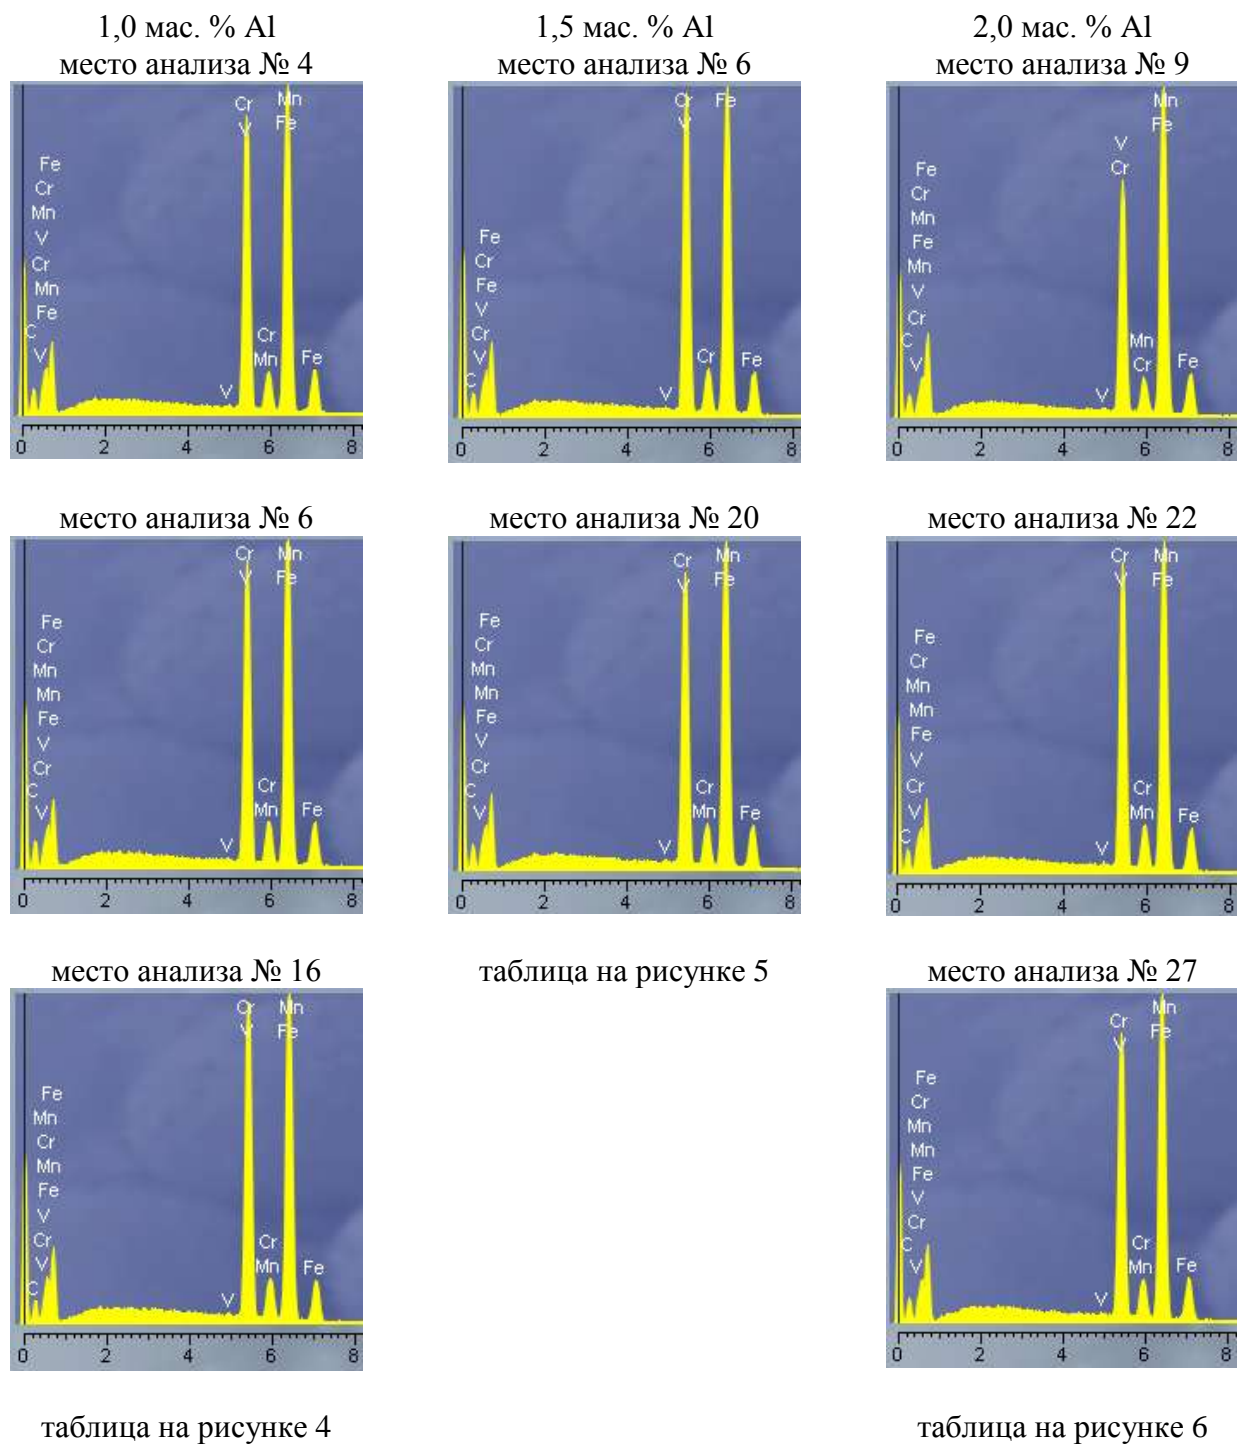 1,0 мас. % Al
место анализа № 4
Cr
V
Mn
Fe
Fe
Cr
Mn
V
Cr
Mn
Fe
C
V
V
Cr
Mn
Fe
0 2 4 6 8
1,5 мас. % Al
место анализа № 6
Cr
V
Fe
Fe
Cr
Fe
V
Cr
V
C
V
Cr
Fe
0 2 4 6 8
2,0 мас. % Al
место анализа № 9
V
Cr
Mn
Fe
Fe
Cr
Mn
Fe
Mn
V
Cr
C
V
V
Mn
Cr
Fe
0 2 4 6 8
место анализа № 6
Cr
V
Mn
Fe
Fe
Cr
Mn
Mn
Fe
V
Cr
C
V
V
Cr
Mn
Fe
0 2 4 6 8
место анализа № 20
Cr
V
Mn
Fe
Fe
Cr
Mn
Mn
Fe
V
Cr
C
V
V
Cr
Mn
Fe
0 2 4 6 8
место анализа № 22
Cr
V
Mn
Fe
Fe
Cr
Mn
Mn
Fe
V
Cr
V
C
V
Cr
Mn
Fe
0 2 4 6 8
место анализа № 16
Cr
V
Mn
Fe
Fe
Mn
Cr
Mn
Fe
V
Cr
V
C
V
Cr
Mn
Fe
0 2 4 6 8
таблица на рисунке 5
место анализа № 27
Cr
V
Mn
Fe
Fe
Cr
Mn
Mn
Fe
V
Cr
C
V
V
Cr
Mn
Fe
0 2 4 6 8
таблица на рисунке 4
таблица на рисунке 6